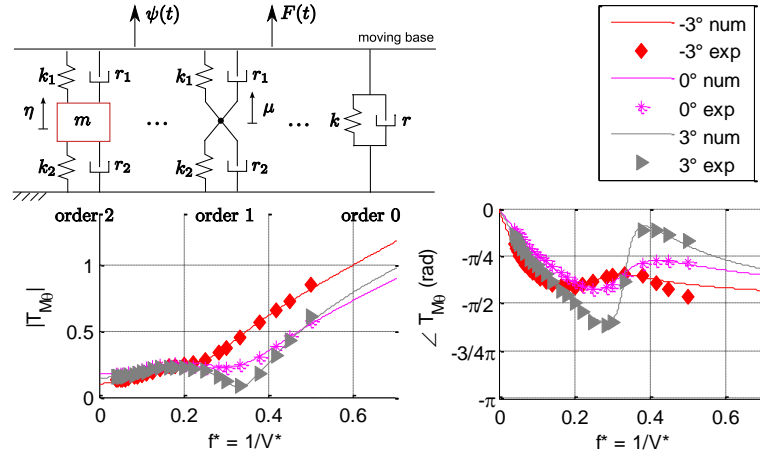 ψ(t) F(t)
moving base
k₁ r₁ k₁ r₁
η m ... μ ... k r
k₂ r₂ k₂ r₂
order 2 order 1 order 0
-3° num
-3° exp
0° num
0° exp
3° num
3° exp
|T_Mθ|
1
0.5
0
0 0.2 0.4 0.6
f* = 1/V*
∠ T_Mθ (rad)
0
-π/4
-π/2
-3/4π
-π
0 0.2 0.4 0.6
f* = 1/V*